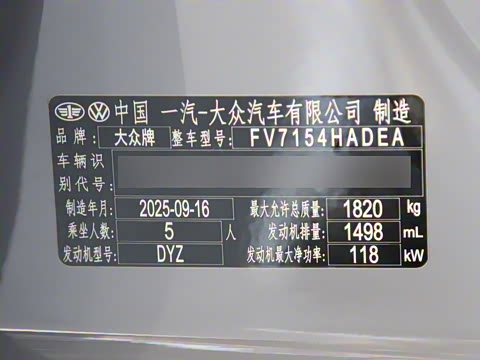 中国 一汽-大众汽车有限公司 制造
品牌: 大众牌 整车型号: FV7154HADEA
车辆识
别代号:
制造年月: 2025-09-16 最大允许总质量: 1820 kg
乘坐人数: 5 人 发动机排量: 1498 mL
发动机型号: DYZ 发动机最大净功率: 118 kW